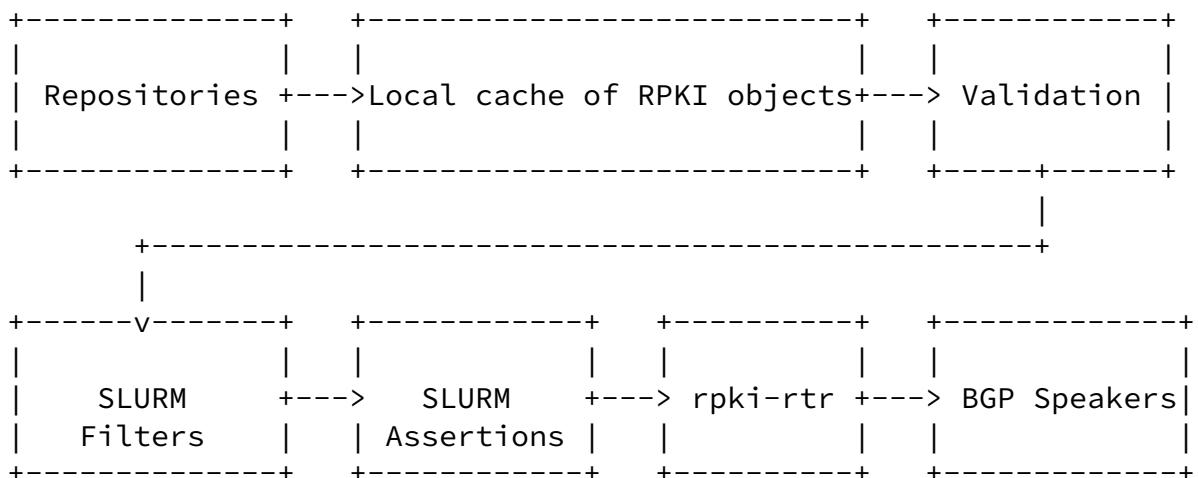 Repositories Local cache of RPKI objects Validation
SLURM SLURM rpki-rtr BGP Speakers
Filters Assertions